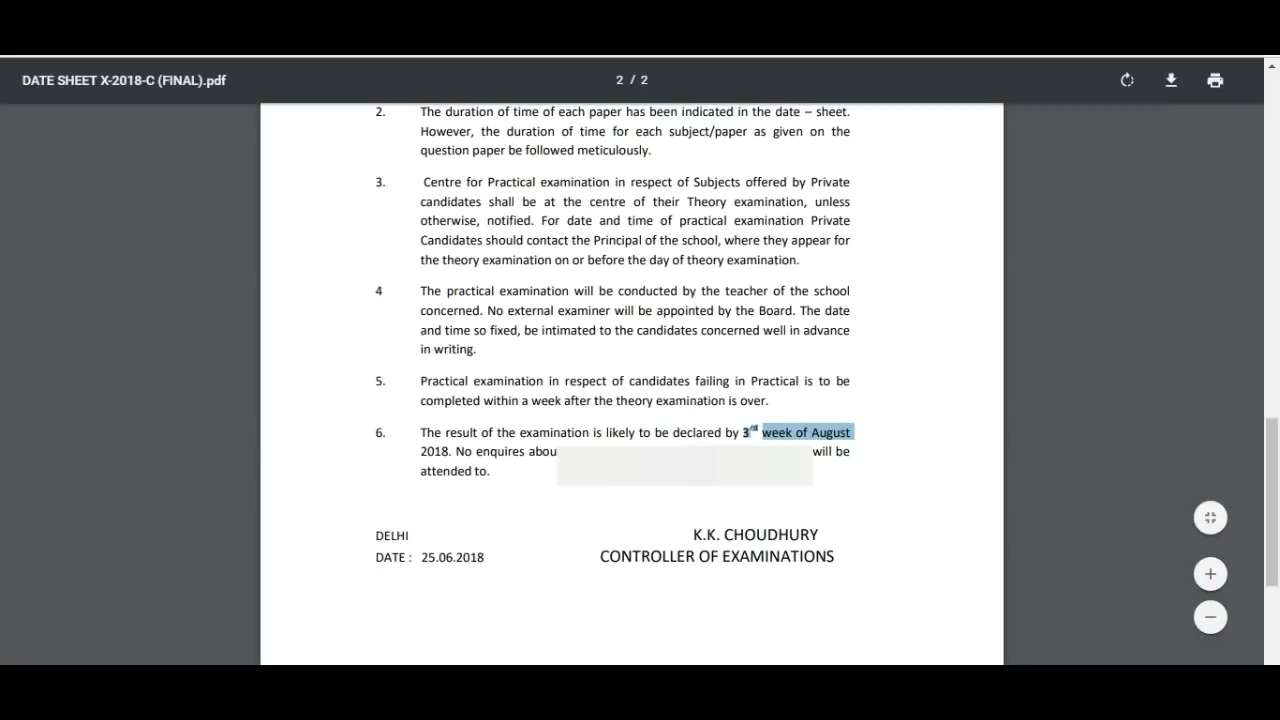 DATE SHEET X-2018-C (FINAL).pdf
2 / 2
2. The duration of time of each paper has been indicated in the date – sheet.
However, the duration of time for each subject/paper as given on the
question paper be followed meticulously.
3. Centre for Practical examination in respect of Subjects offered by Private
candidates shall be at the centre of their Theory examination, unless
otherwise, notified. For date and time of practical examination Private
Candidates should contact the Principal of the school, where they appear for
the theory examination on or before the day of theory examination.
4 The practical examination will be conducted by the teacher of the school
concerned. No external examiner will be appointed by the Board. The date
and time so fixed, be intimated to the candidates concerned well in advance
in writing.
5. Practical examination in respect of candidates failing in Practical is to be
completed within a week after the theory examination is over.
6. The result of the examination is likely to be declared by 3rd week of August
2018. No enquires abou will be
attended to.
DELHI K.K. CHOUDHURY
DATE : 25.06.2018 CONTROLLER OF EXAMINATIONS